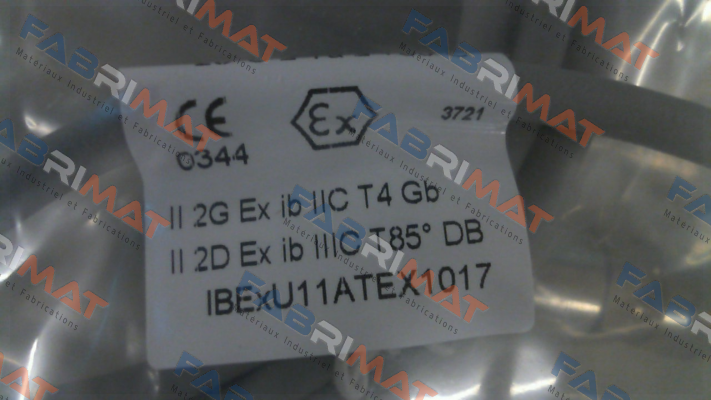 CE Ex 3721
0344
II 2G Ex ib IIC T4 Gb
II 2D Ex ib IIIC T85° DB
IBExU11ATEX1017
FABRIMAT
Materiaux Industriel et Fabrications